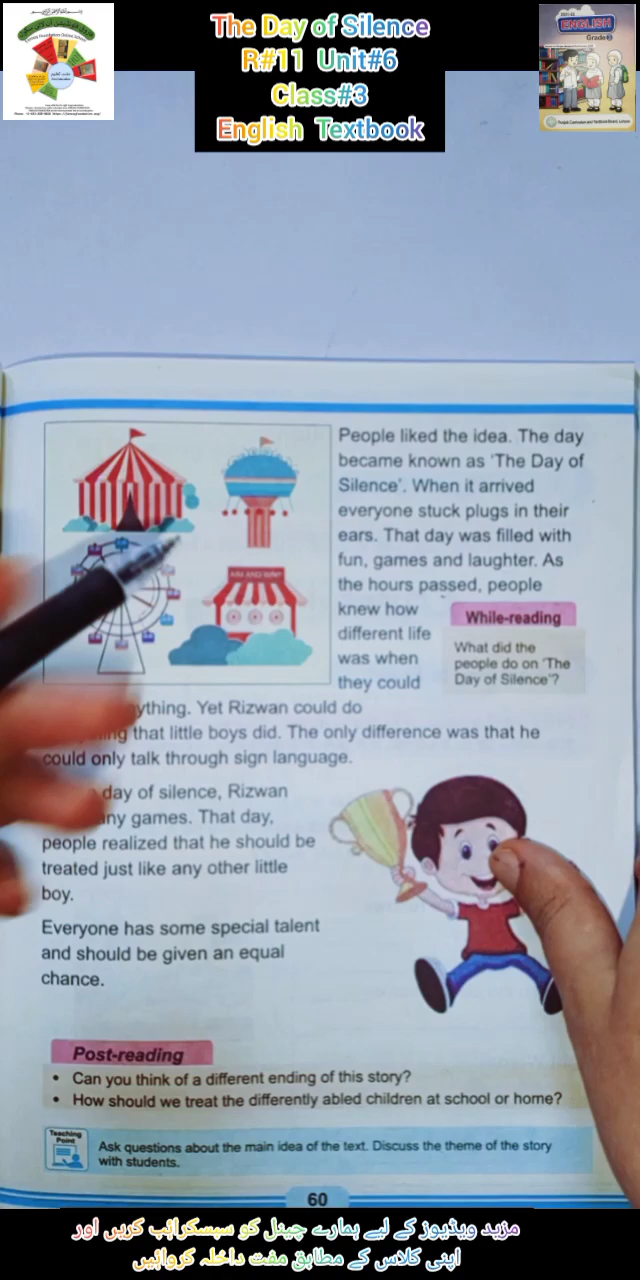 The Day of Silence
R#11 Unit#6
Class#3
English Textbook
ENGLISH
Grade 3
People liked the idea. The day
became known as 'The Day of
Silence'. When it arrived
everyone stuck plugs in their
ears. That day was filled with
fun, games and laughter. As
the hours passed, people
knew how
different life
was when
they could
While-reading
What did the
people do on 'The
Day of Silence'?
ything. Yet Rizwan could do
ing that little boys did. The only difference was that he
could only talk through sign language.
day of silence, Rizwan
ny games. That day,
people realized that he should be
treated just like any other little
boy.
Everyone has some special talent
and should be given an equal
chance.
Post-reading
• Can you think of a different ending of this story?
• How should we treat the differently abled children at school or home?
Teaching
Point
Ask questions about the main idea of the text. Discuss the theme of the story
with students.
60
مزید ویڈیوز کے لیے ہمارے چینل کو سبسکرائب کریں اور
اپنی کلاس کے مطابق مفت داخلہ کروائیں